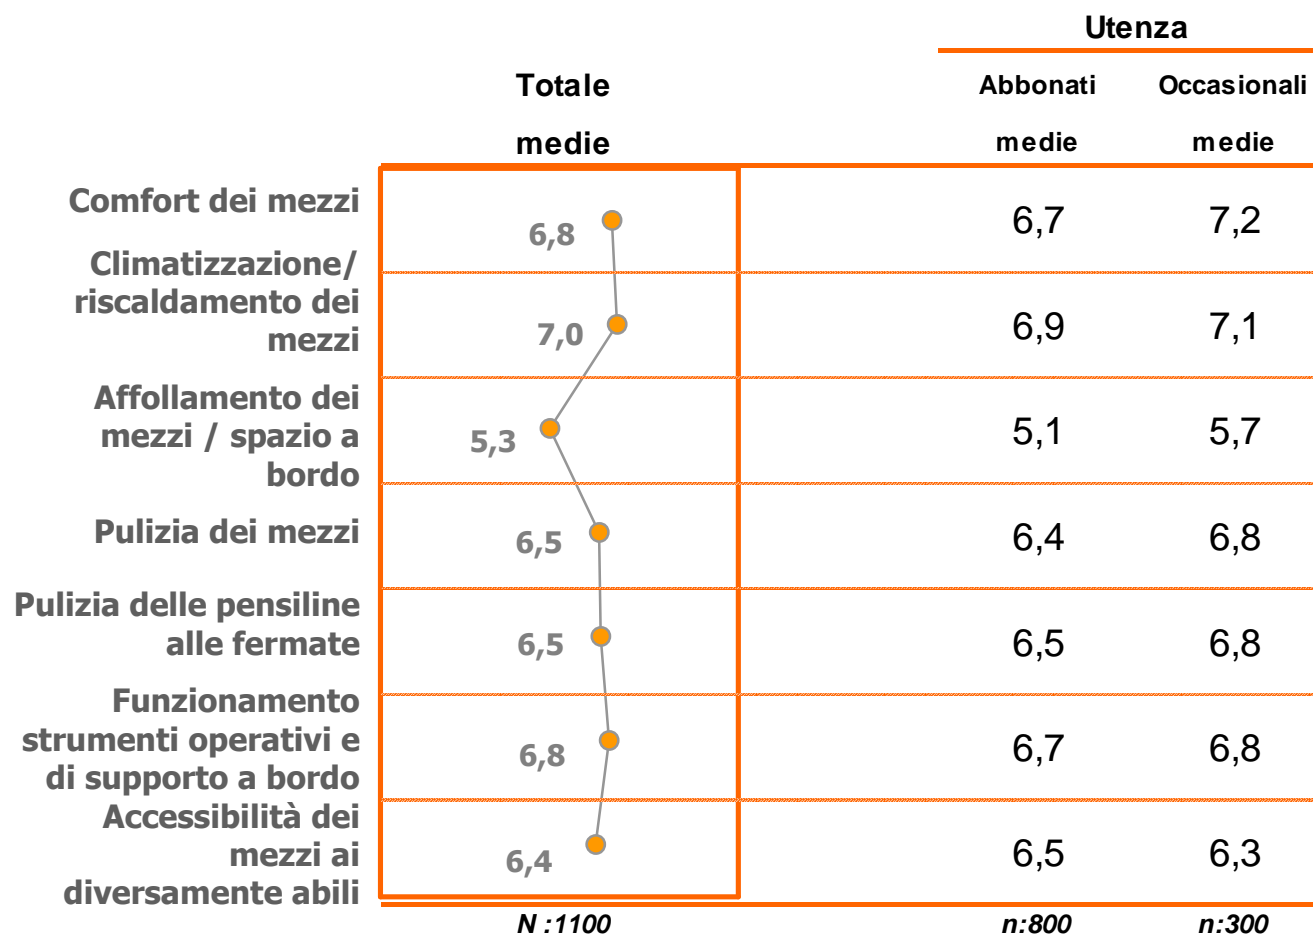 Utenza
Totale
medie
Abbonati
medie
Occasionali
medie
Comfort dei mezzi
6,8
6,7
7,2
Climatizzazione/
riscaldamento dei
mezzi
7,0
6,9
7,1
Affollamento dei
mezzi / spazio a
bordo
5,3
5,1
5,7
Pulizia dei mezzi
6,5
6,4
6,8
Pulizia delle pensiline
alle fermate
6,5
6,5
6,8
Funzionamento
strumenti operativi e
di supporto a bordo
6,8
6,7
6,8
Accessibilità dei
mezzi ai
diversamente abili
6,4
6,5
6,3
N :1100
n:800
n:300